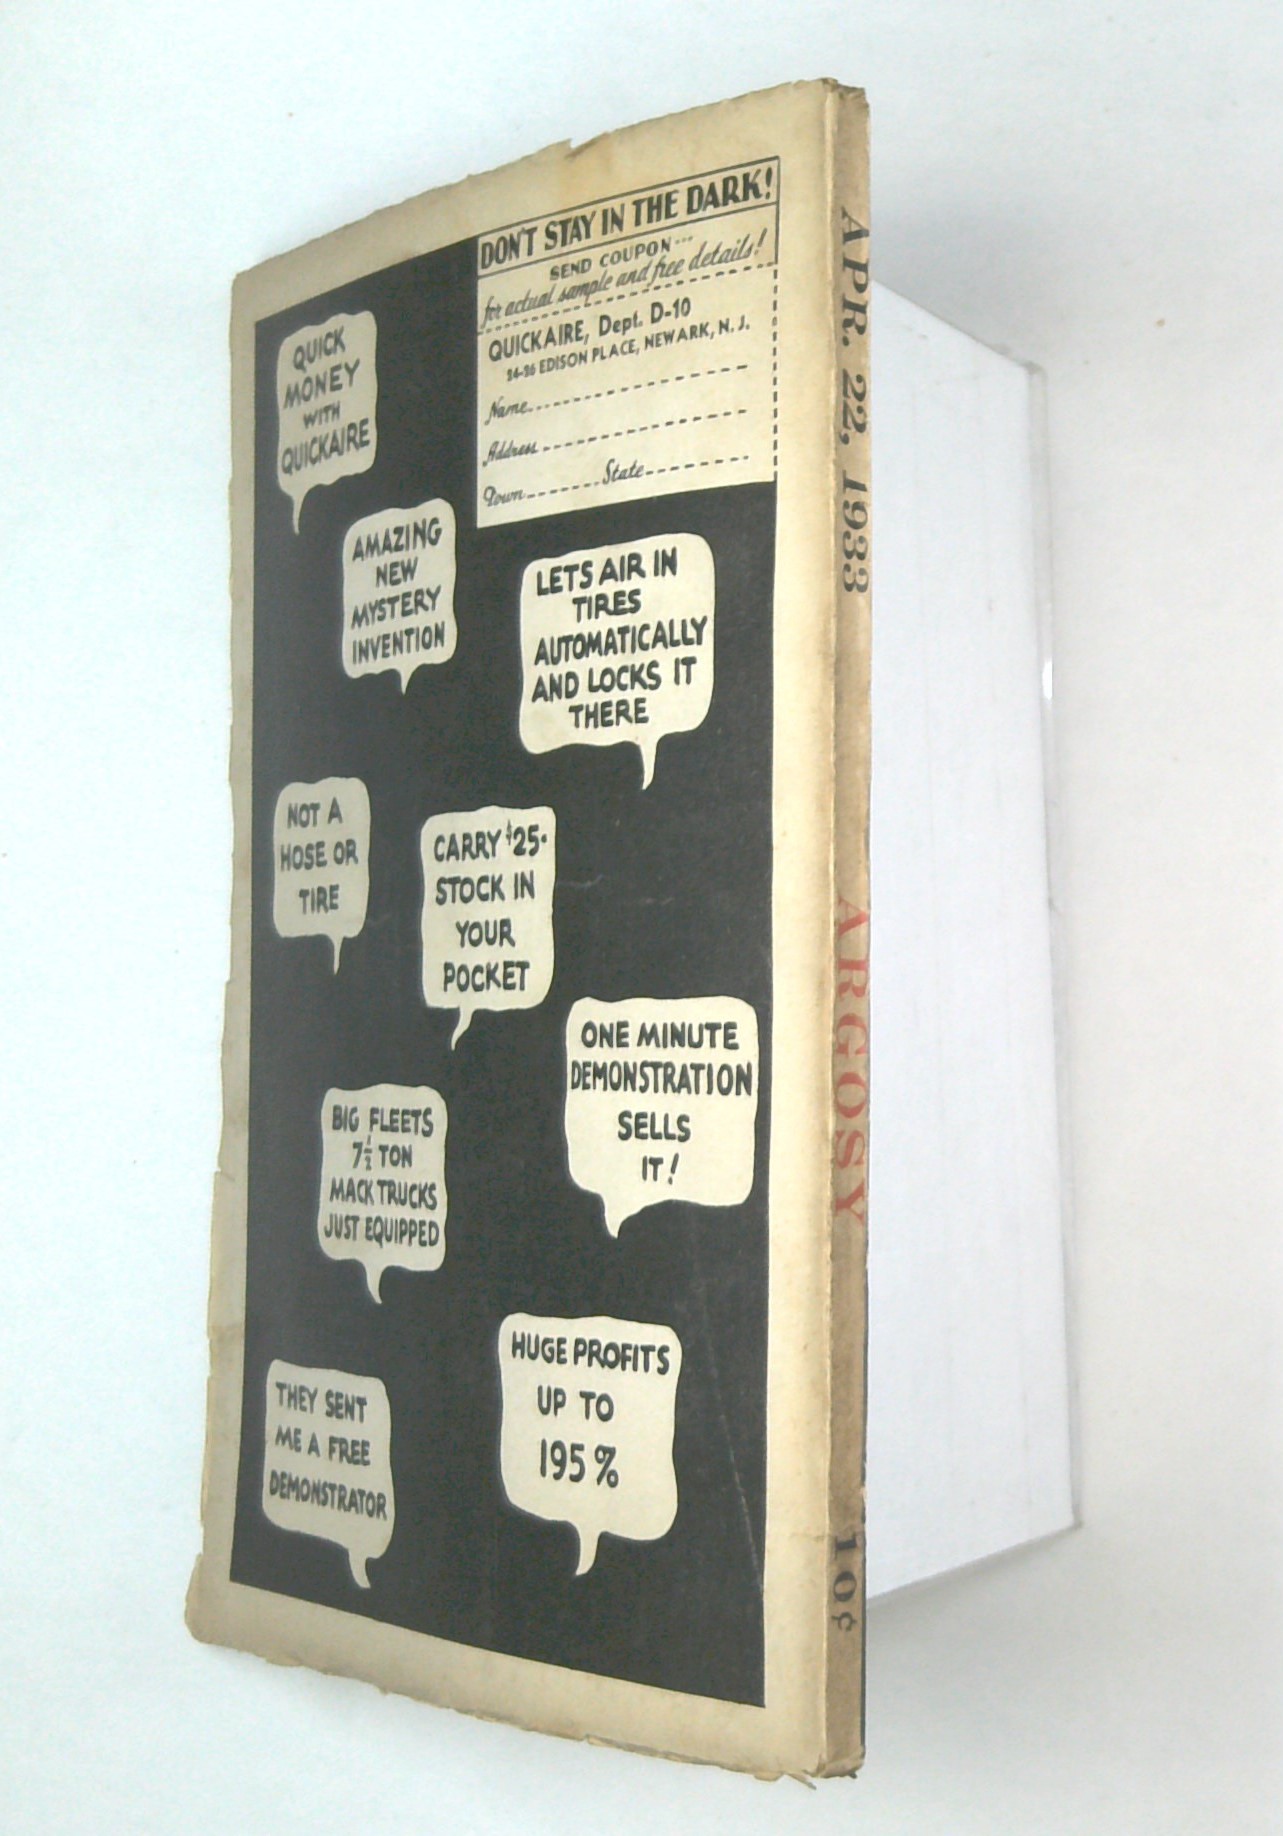 DON'T STAY IN THE DARK!
SEND COUPON---
for actual sample and free details!
QUICKAIRE, Dept. D-10
24-26 EDISON PLACE, NEWARK, N. J.
Name
Address
Town State
QUICK
MONEY
WITH
QUICKAIRE
AMAZING
NEW
MYSTERY
INVENTION
LETS AIR IN
TIRES
AUTOMATICALLY
AND LOCKS IT
THERE
NOT A
HOSE OR
TIRE
CARRY $25.
STOCK IN
YOUR
POCKET
ONE MINUTE
DEMONSTRATION
SELLS
IT!
BIG FLEETS
7½ TON
MACK TRUCKS
JUST EQUIPPED
HUGE PROFITS
UP TO
195%
THEY SENT
ME A FREE
DEMONSTRATOR
APR. 22, 1933 ARGOSY 10¢